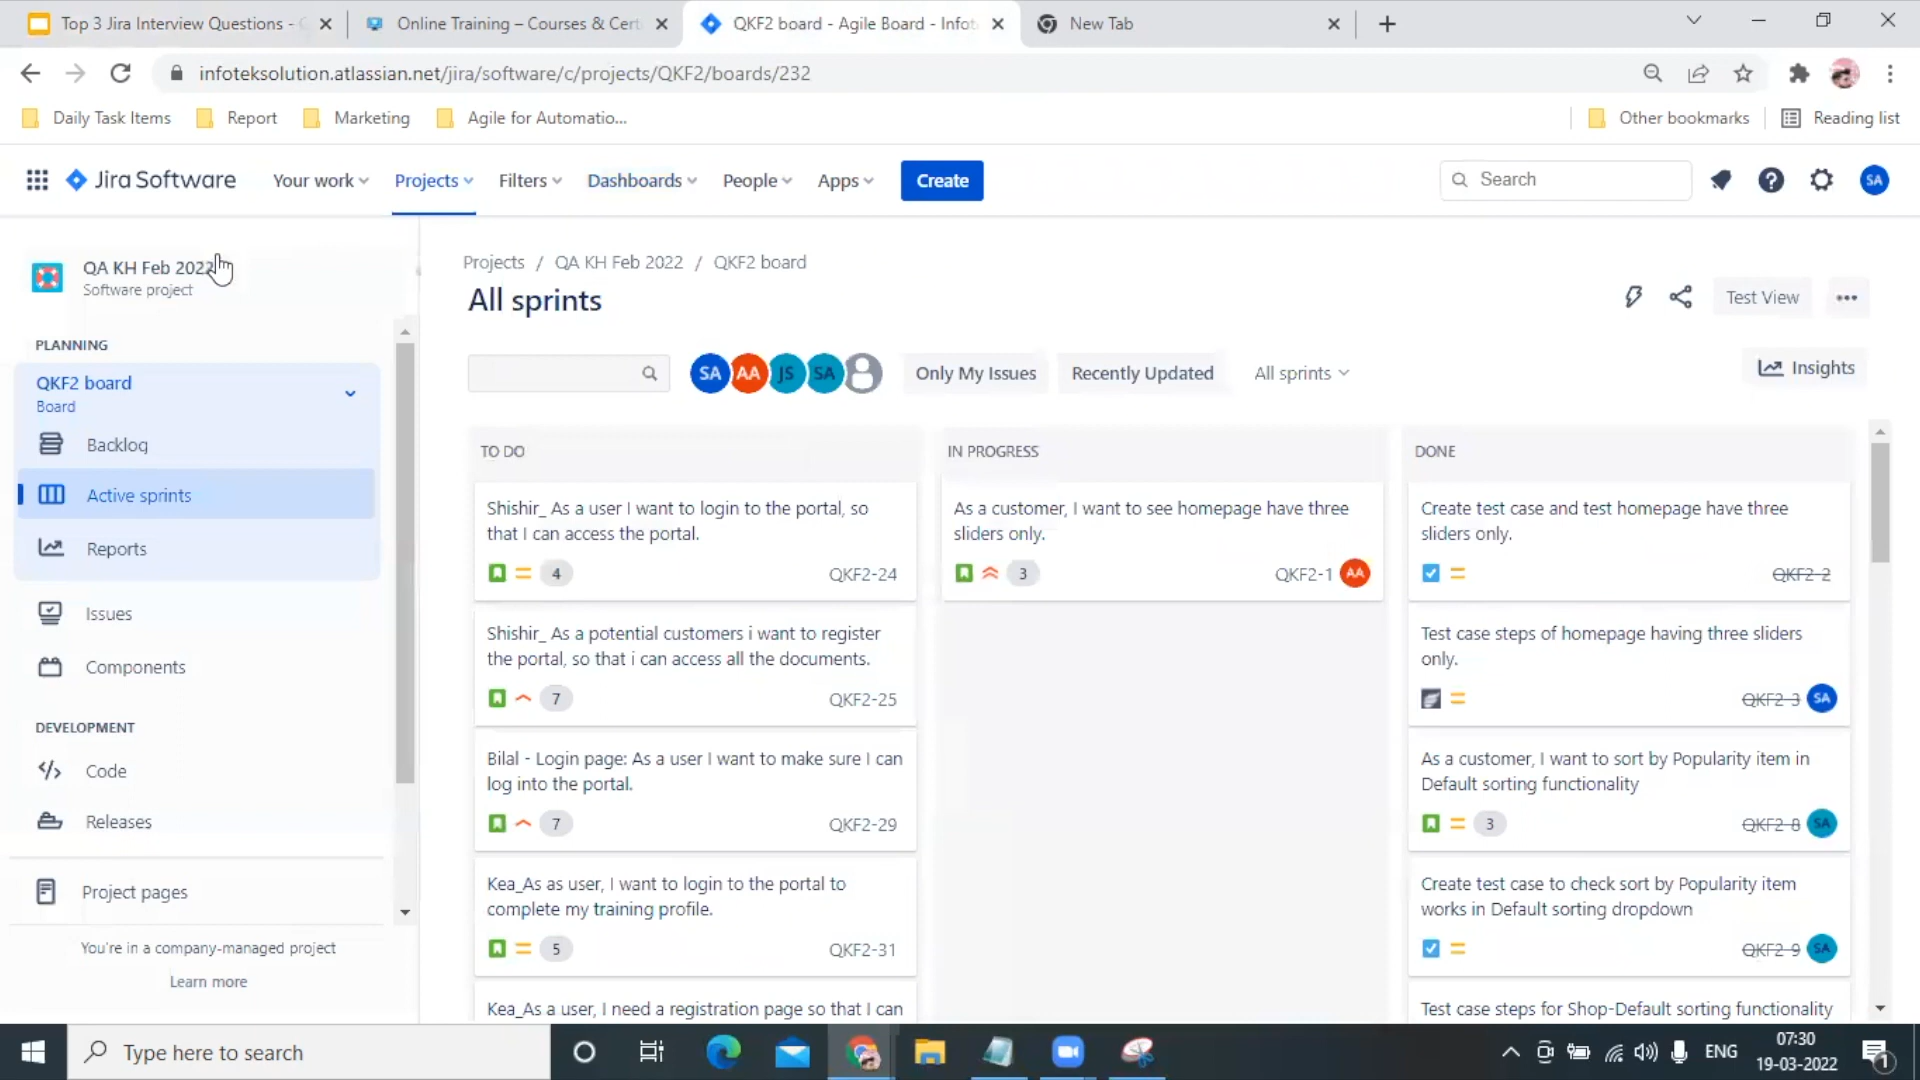 Top 3 Jira Interview Questions -
Online Training – Courses & Cert
QKF2 board - Agile Board - Infot
New Tab
infoteksolution.atlassian.net/jira/software/c/projects/QKF2/boards/232
Daily Task Items
Report
Marketing
Agile for Automatio...
Other bookmarks
Reading list
Jira Software
Your work
Projects
Filters
Dashboards
People
Apps
Create
Search
SA
QA KH Feb 2022
Software project
PLANNING
QKF2 board
Board
Backlog
Active sprints
Reports
Issues
Components
DEVELOPMENT
Code
Releases
Project pages
You're in a company-managed project
Learn more
Projects / QA KH Feb 2022 / QKF2 board
All sprints
Test View
SA AA JS SA
Only My Issues
Recently Updated
All sprints
Insights
TO DO
Shishir_ As a user I want to login to the portal, so
that I can access the portal.
4 QKF2-24
Shishir_ As a potential customers i want to register
the portal, so that i can access all the documents.
7 QKF2-25
Bilal - Login page: As a user I want to make sure I can
log into the portal.
7 QKF2-29
Kea_As as user, I want to login to the portal to
complete my training profile.
5 QKF2-31
Kea_As a user, I need a registration page so that I can
IN PROGRESS
As a customer, I want to see homepage have three
sliders only.
3 QKF2-1 AA
DONE
Create test case and test homepage have three
sliders only.
QKF2-2
Test case steps of homepage having three sliders
only.
QKF2-3 SA
As a customer, I want to sort by Popularity item in
Default sorting functionality
3 QKF2-8 SA
Create test case to check sort by Popularity item
works in Default sorting dropdown
QKF2-9 SA
Test case steps for Shop-Default sorting functionality
Type here to search
ENG
07:30
19-03-2022
1